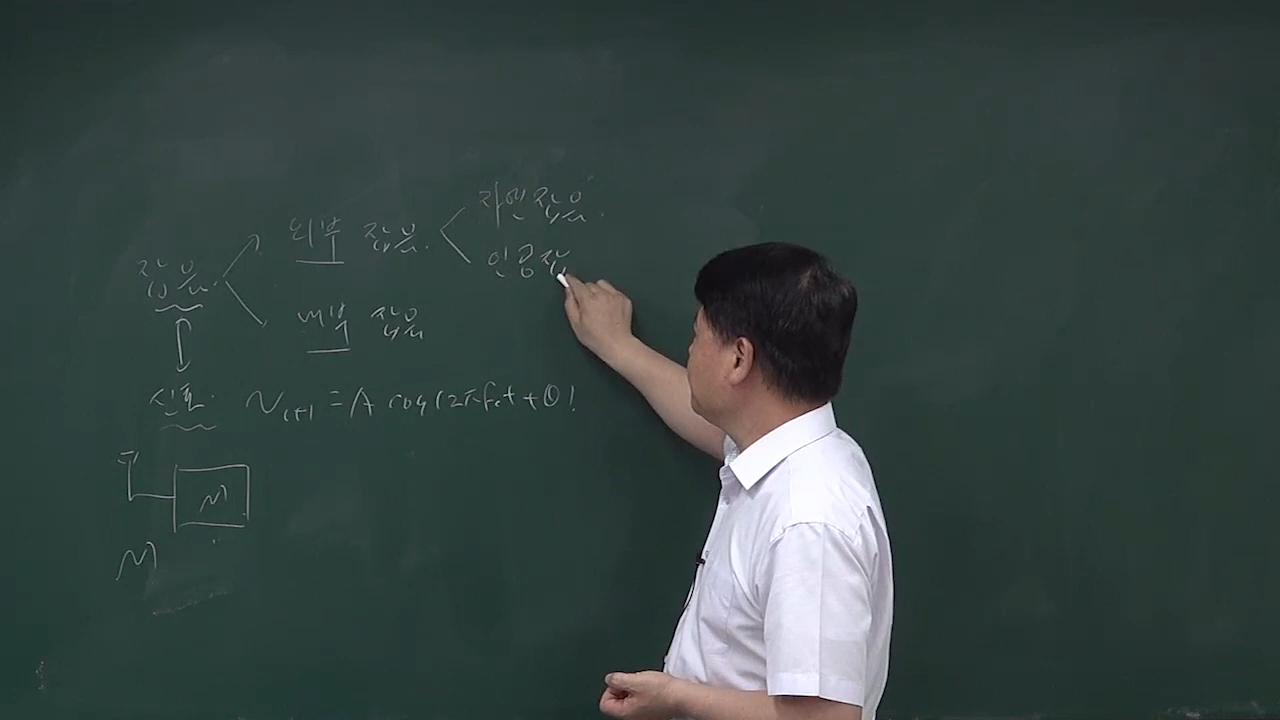 자연잡음
외부 잡음
인공잡
잡음
내부 잡음
신호 v(t) = A cos(2πfct + θ)
N
N